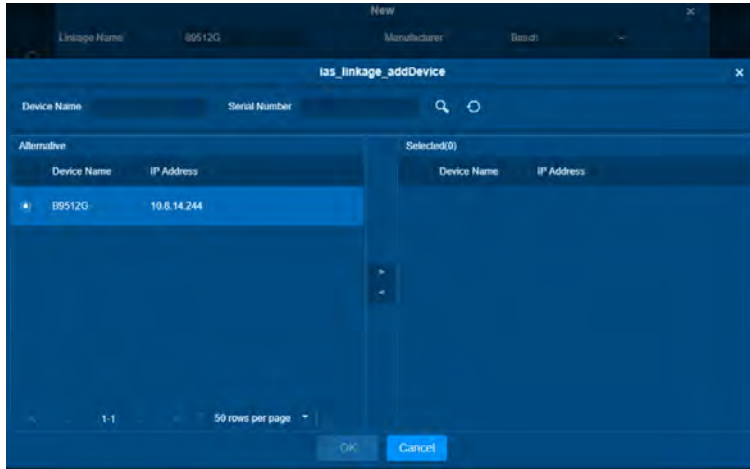 New
Linkage Name B9512G Manufacturer Bosch
ias_linkage_addDevice
Device Name Serial Number
Alternative Selected(0)
Device Name IP Address Device Name IP Address
B9512G 10.8.14.244
>
<
1-1 50 rows per page
OK Cancel